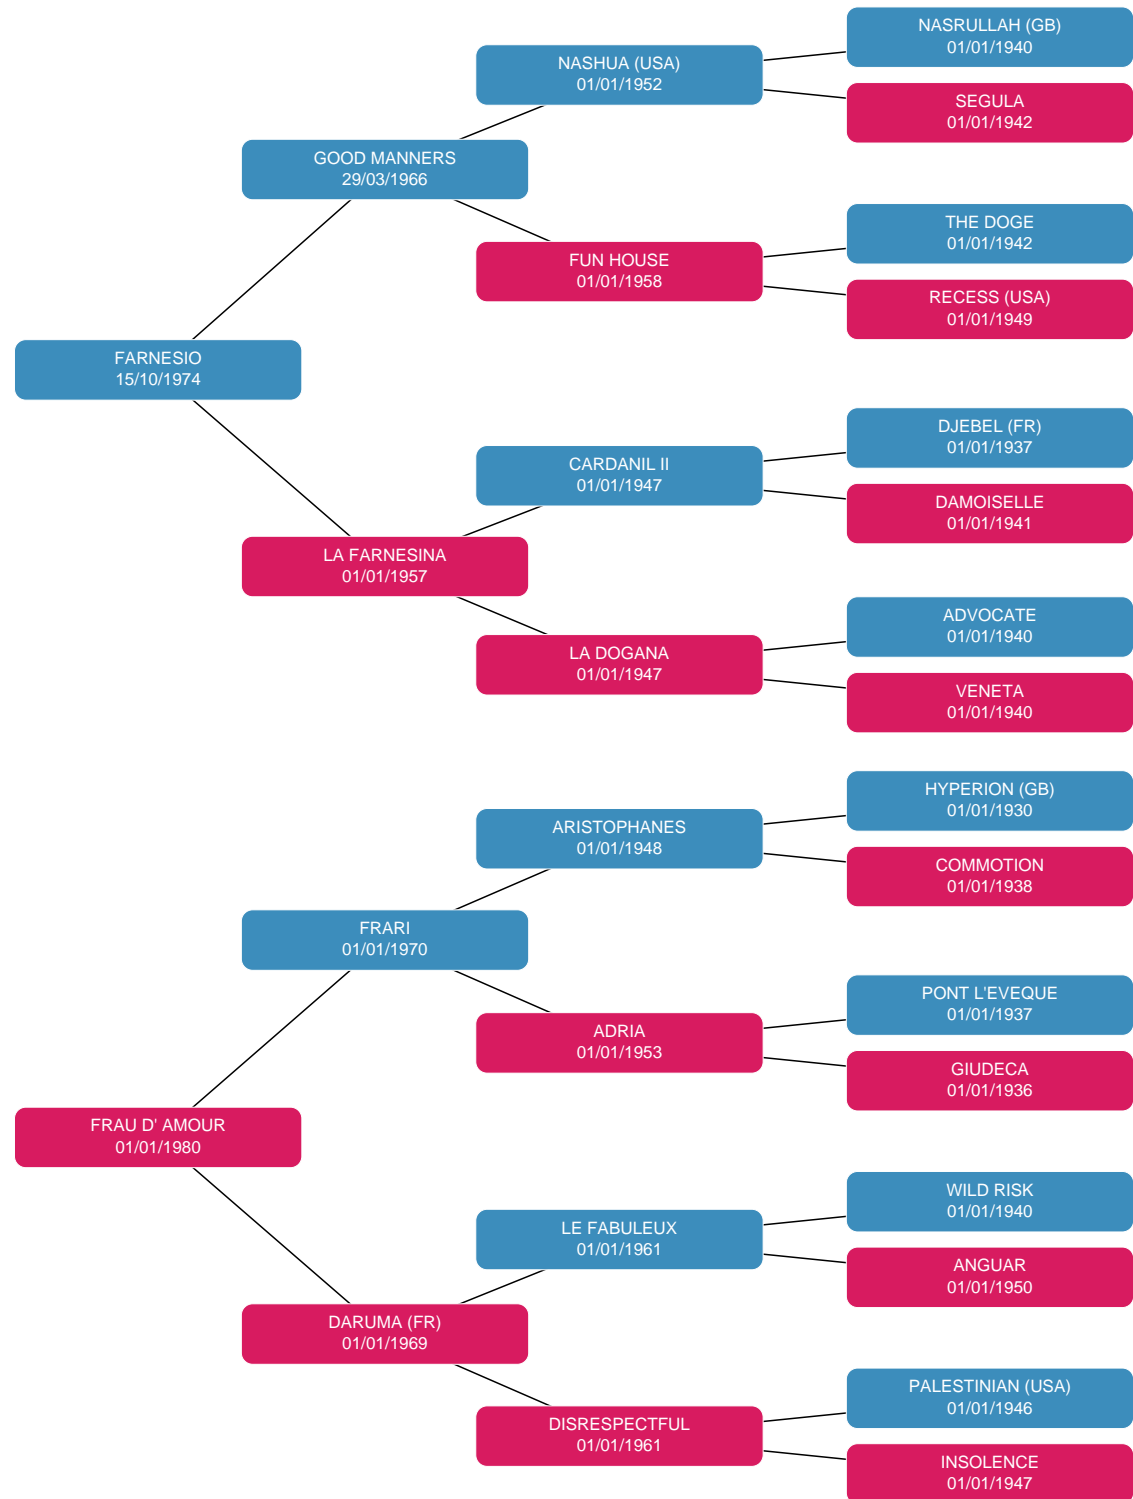 NASRULLAH (GB)
01/01/1940
NASHUA (USA)
01/01/1952
SEGULA
01/01/1942
GOOD MANNERS
29/03/1966
THE DOGE
01/01/1942
FUN HOUSE
01/01/1958
RECESS (USA)
01/01/1949
FARNESIO
15/10/1974
DJEBEL (FR)
01/01/1937
CARDANIL II
01/01/1947
DAMOISELLE
01/01/1941
LA FARNESINA
01/01/1957
ADVOCATE
01/01/1940
LA DOGANA
01/01/1947
VENETA
01/01/1940
HYPERION (GB)
01/01/1930
ARISTOPHANES
01/01/1948
COMMOTION
01/01/1938
FRARI
01/01/1970
PONT L'EVEQUE
01/01/1937
ADRIA
01/01/1953
GIUDECA
01/01/1936
FRAU D' AMOUR
01/01/1980
WILD RISK
01/01/1940
LE FABULEUX
01/01/1961
ANGUAR
01/01/1950
DARUMA (FR)
01/01/1969
PALESTINIAN (USA)
01/01/1946
DISRESPECTFUL
01/01/1961
INSOLENCE
01/01/1947